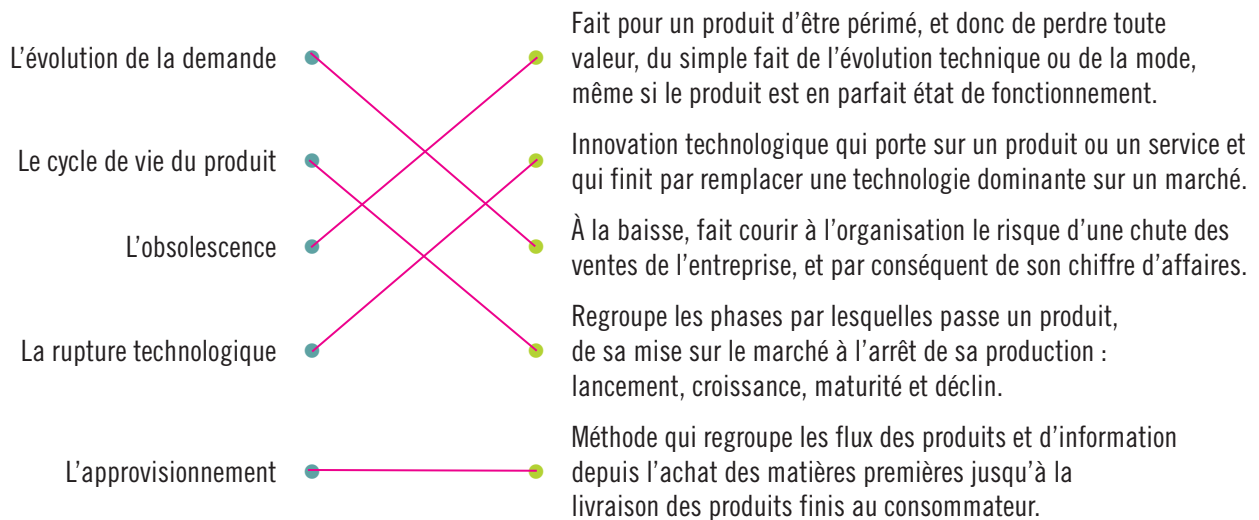 L’évolution de la demande
Fait pour un produit d’être périmé, et donc de perdre toute
valeur, du simple fait de l’évolution technique ou de la mode,
même si le produit est en parfait état de fonctionnement.
Le cycle de vie du produit
Innovation technologique qui porte sur un produit ou un service et
qui finit par remplacer une technologie dominante sur un marché.
L’obsolescence
À la baisse, fait courir à l’organisation le risque d’une chute des
ventes de l’entreprise, et par conséquent de son chiffre d’affaires.
La rupture technologique
Regroupe les phases par lesquelles passe un produit,
de sa mise sur le marché à l’arrêt de sa production :
lancement, croissance, maturité et déclin.
L’approvisionnement
Méthode qui regroupe les flux des produits et d’information
depuis l’achat des matières premières jusqu’à la
livraison des produits finis au consommateur.